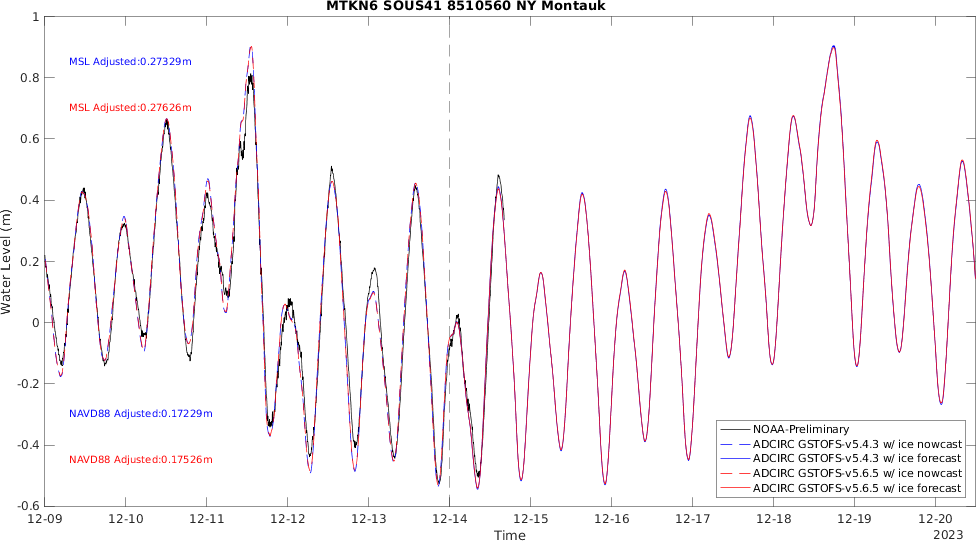 MTKN6 SOUS41 8510560 NY Montauk
1
0.8
0.6
0.4
0.2
0
-0.2
-0.4
-0.6
Water Level (m)
MSL Adjusted:0.27329m
MSL Adjusted:0.27626m
NAVD88 Adjusted:0.17229m
NAVD88 Adjusted:0.17526m
NOAA-Preliminary
ADCIRC GSTOFS-v5.4.3 w/ ice nowcast
ADCIRC GSTOFS-v5.4.3 w/ ice forecast
ADCIRC GSTOFS-v5.6.5 w/ ice nowcast
ADCIRC GSTOFS-v5.6.5 w/ ice forecast
12-09 12-10 12-11 12-12 12-13 12-14 12-15 12-16 12-17 12-18 12-19 12-20
2023
Time